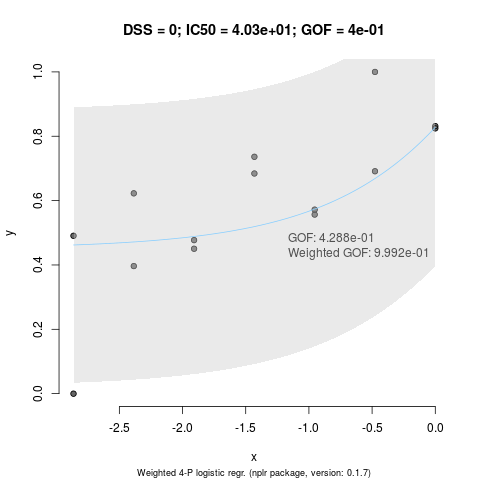 DSS = 0; IC50 = 4.03e+01; GOF = 4e-01
1.0
0.8
0.6
0.4
0.2
0.0
y
GOF: 4.288e-01
Weighted GOF: 9.992e-01
-2.5 -2.0 -1.5 -1.0 -0.5 0.0
x
Weighted 4-P logistic regr. (nplr package, version: 0.1.7)